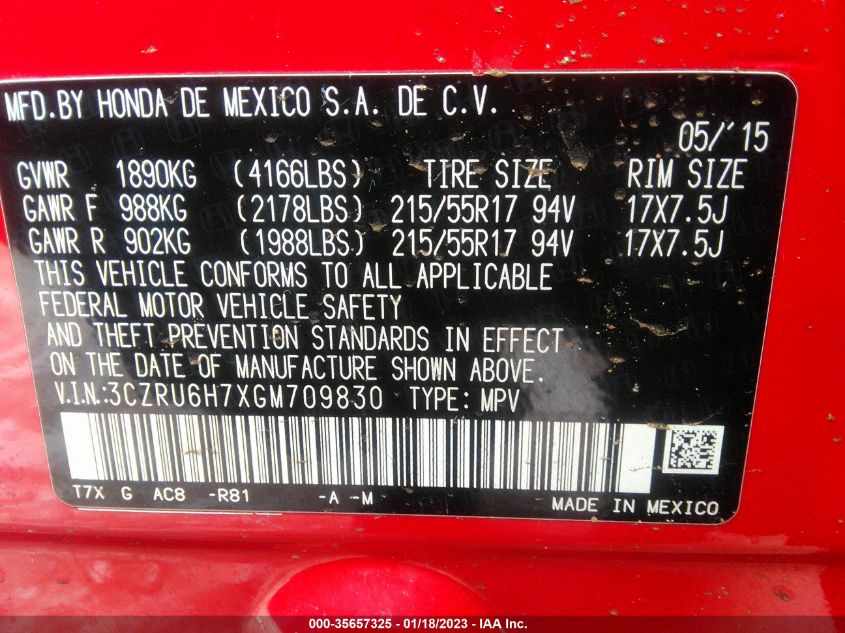 MFD.BY HONDA DE MEXICO S.A. DE C.V.
05/'15
GVWR 1890KG (4166LBS) TIRE SIZE RIM SIZE
GAWR F 988KG (2178LBS) 215/55R17 94V 17X7.5J
GAWR R 902KG (1988LBS) 215/55R17 94V 17X7.5J
THIS VEHICLE CONFORMS TO ALL APPLICABLE
FEDERAL MOTOR VEHICLE SAFETY
AND THEFT PREVENTION STANDARDS IN EFFECT
ON THE DATE OF MANUFACTURE SHOWN ABOVE.
V.I.N.:3CZRU6H7XGM709830 TYPE: MPV
T7X G AC8 -R81 -A -M MADE IN MEXICO
000-35657325 - 01/18/2023 - IAA Inc.